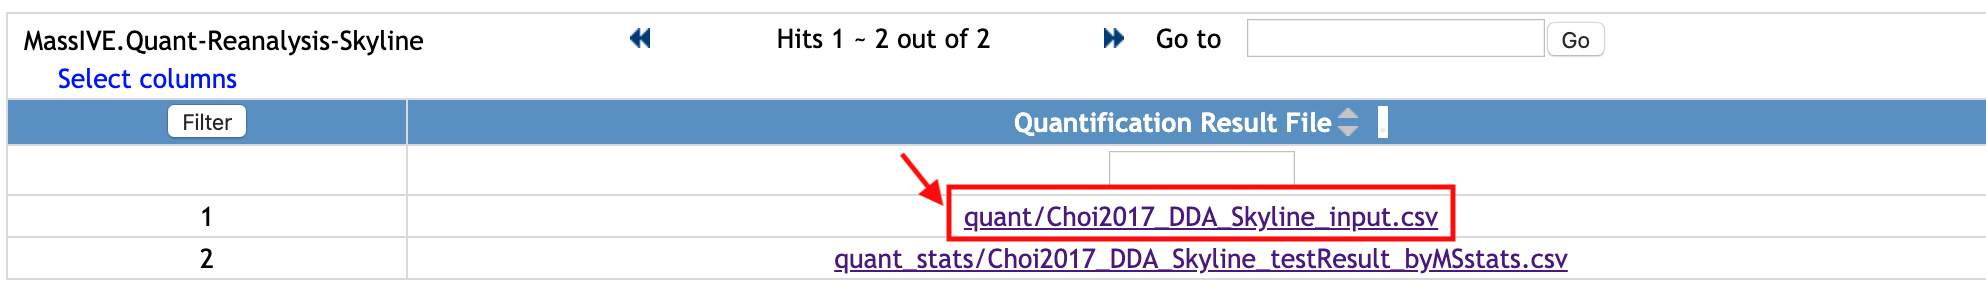 MassIVE.Quant-Reanalysis-Skyline Hits 1 ~ 2 out of 2 Go to Go
Select columns
Filter Quantification Result File
1 quant/Choi2017_DDA_Skyline_input.csv
2 quant_stats/Choi2017_DDA_Skyline_testResult_byMSstats.csv